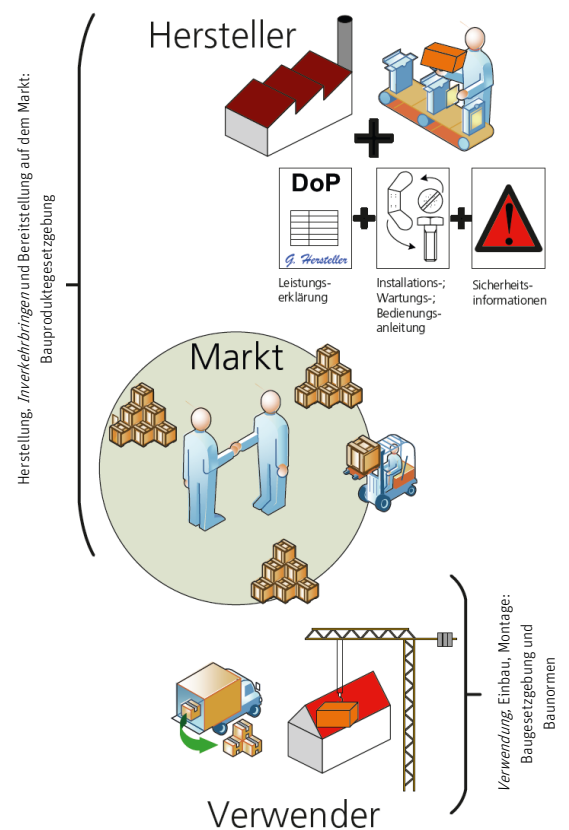 Hersteller
Herstellung, Inverkehrbringen und Bereitstellung auf dem Markt:
Bauproduktegesetzgebung
DoP
G. Hersteller
Leistungs-
erklärung
Installations-;
Wartungs-;
Bedienungs-
anleitung
!
Sicherheits-
informationen
Markt
Verwendung, Einbau, Montage:
Baugesetzgebung und
Baunormen
Verwender